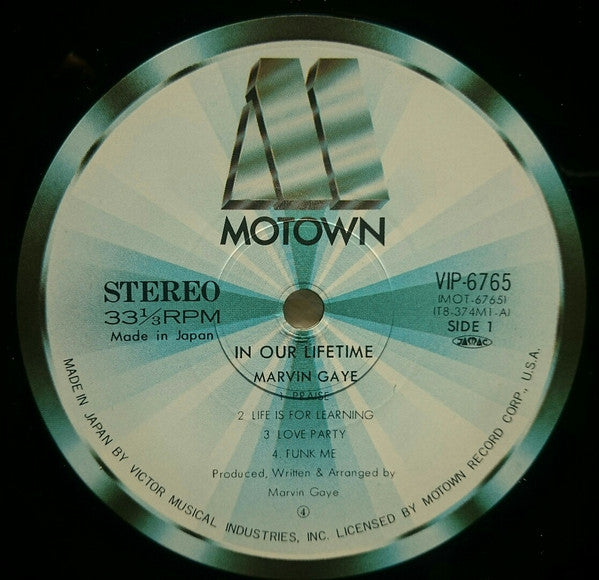 MOTOWN
STEREO
33⅓RPM
Made in Japan
VIP-6765
(MOT-6765)
(T8-374M1-A)
SIDE 1
JASRAC
IN OUR LIFETIME
MARVIN GAYE
1 PRAISE
2 LIFE IS FOR LEARNING
3 LOVE PARTY
4. FUNK ME
Produced, Written & Arranged by
Marvin Gaye
④
MADE IN JAPAN BY VICTOR MUSICAL INDUSTRIES, INC. LICENSED BY MOTOWN RECORD CORP., U.S.A.